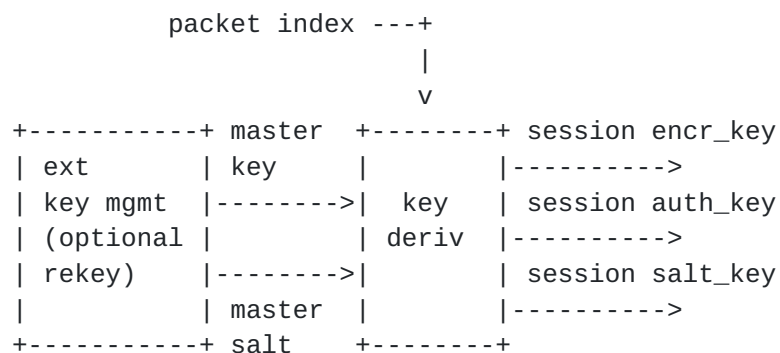 packet index ---+
|
v
+-----------+ master +--------+ session encr_key
| ext | key | |---------->
| key mgmt |-------->| key | session auth_key
| (optional | | deriv |---------->
| rekey) |-------->| | session salt_key
| | master | |---------->
+-----------+ salt +--------+